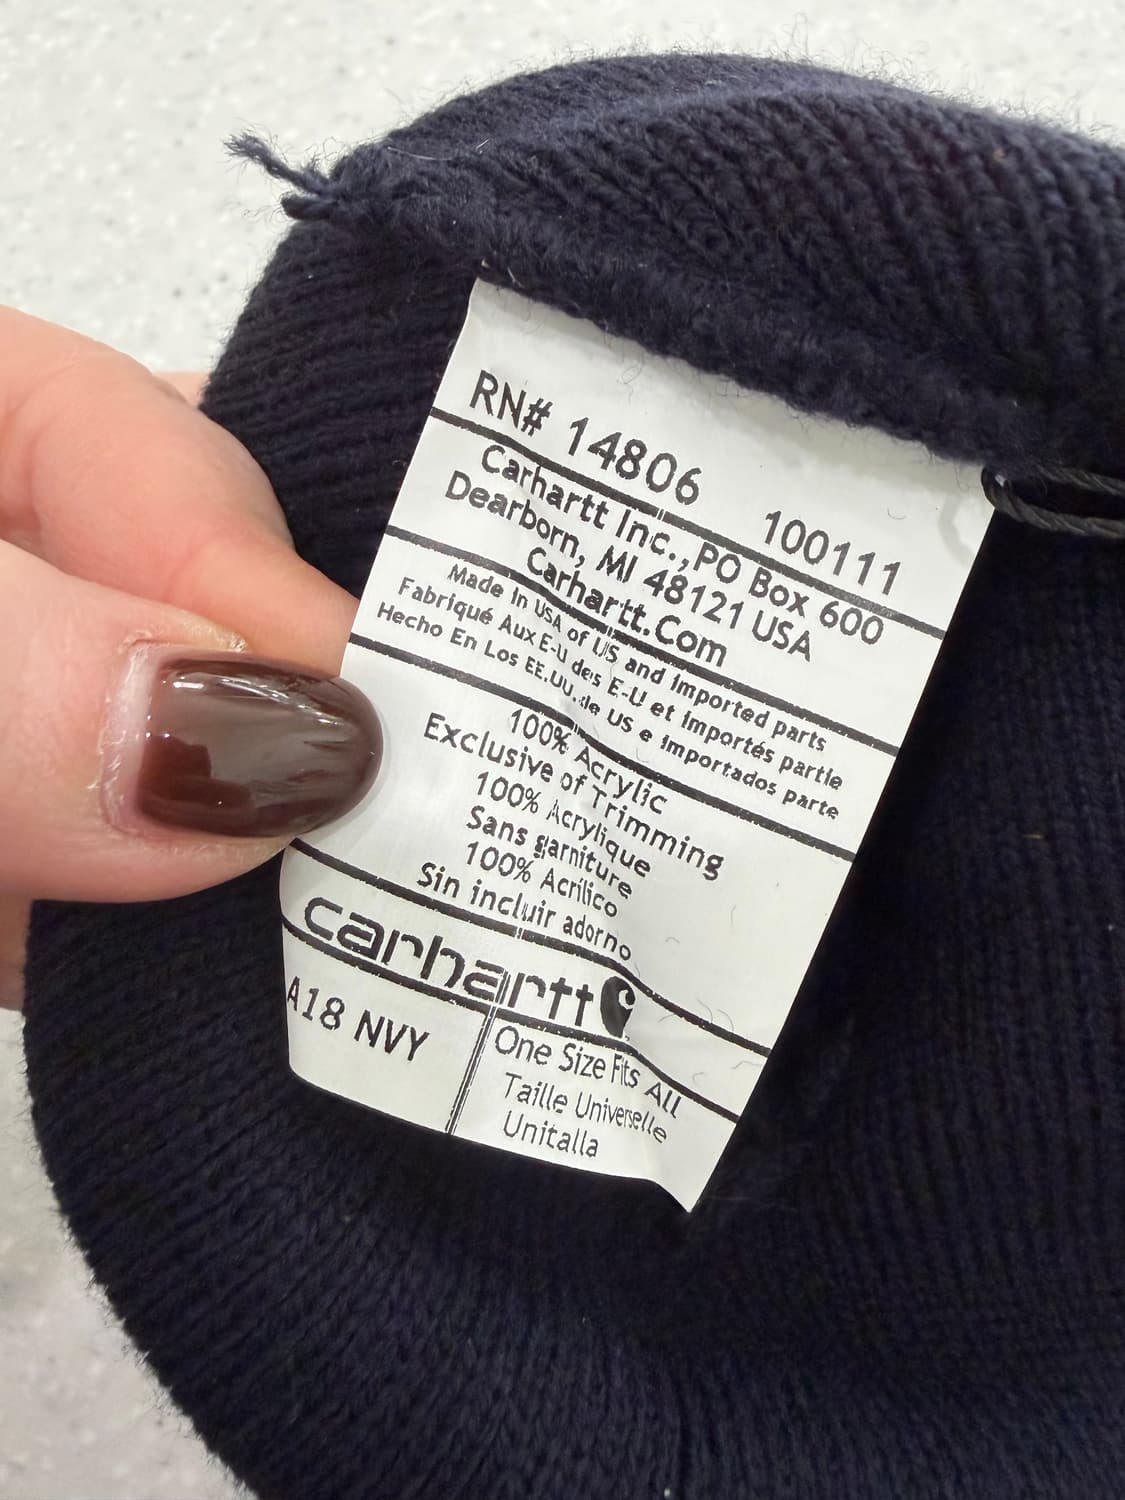 RN# 14806 100111
Carhartt Inc., PO Box 600
Dearborn, MI 48121 USA
Carhartt.Com
Made In USA of US and imported parts
Fabriqué Aux E-U des E-U et importés partie
Hecho En Los EE.UU. de US e importados parte
100% Acrylic
Exclusive of Trimming
100% Acrylique
Sans garniture
100% Acrilico
Sin incluir adorno
carhartt
A18 NVY
One Size Fits All
Taille Universelle
Unitalla